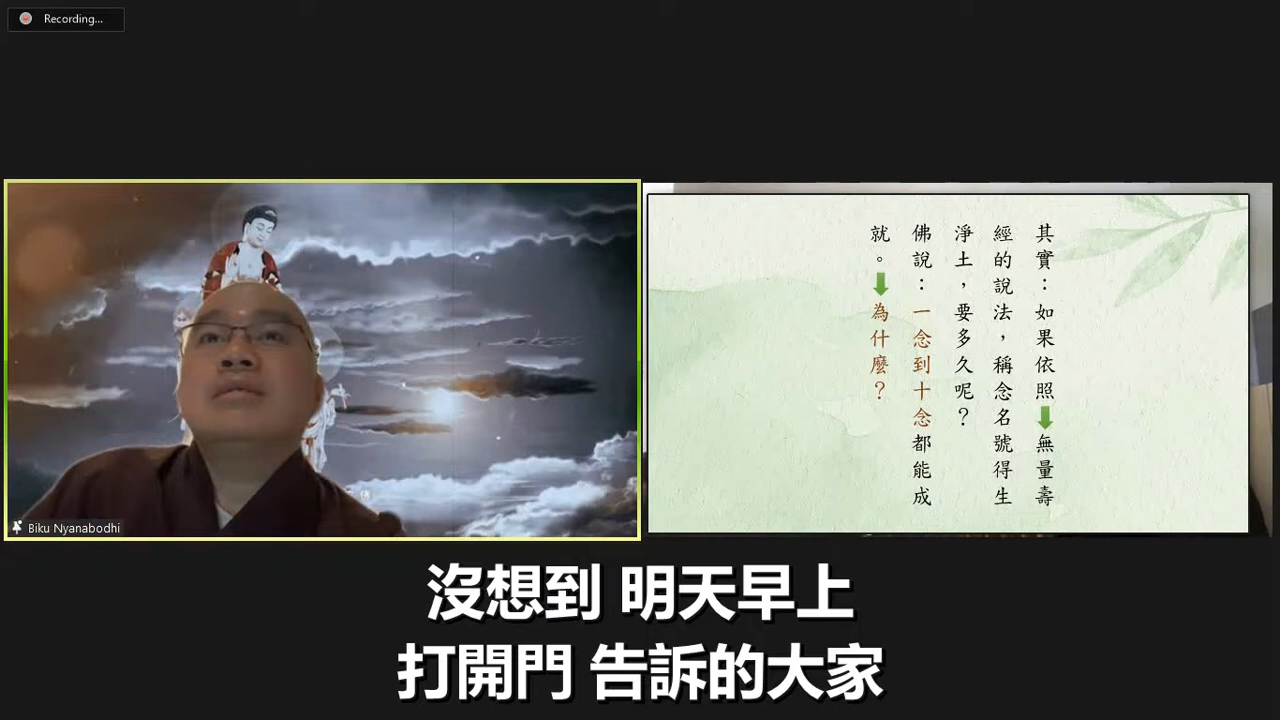 Recording...
Biku Nyanabodhi
其實：如果依照無量壽
經的說法，稱念名號得生
淨土，要多久呢？
佛說：一念到十念都能成
就。為什麼？
沒想到 明天早上
打開門 告訴的大家